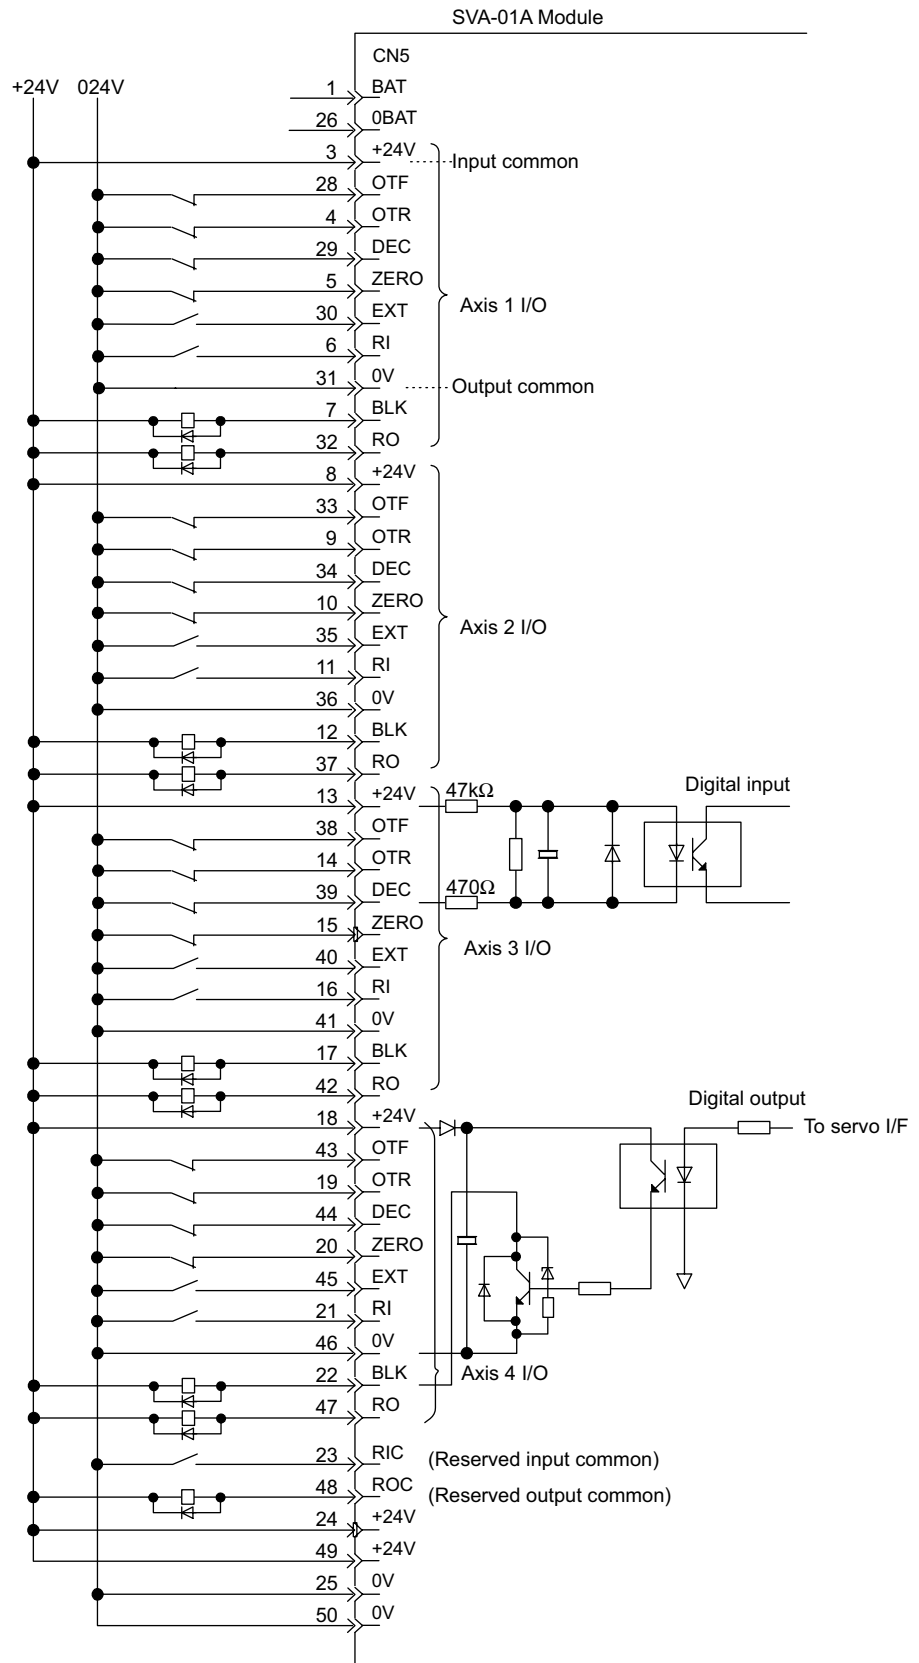 SVA-01A Module
CN5
+24V 024V
1 BAT
26 0BAT
3 +24V Input common
28 OTF
4 OTR
29 DEC
5 ZERO
Axis 1 I/O
30 EXT
6 RI
31 0V Output common
7 BLK
32 RO
8 +24V
33 OTF
9 OTR
34 DEC
10 ZERO
Axis 2 I/O
35 EXT
11 RI
36 0V
12 BLK
37 RO
Digital input
13 +24V 47kΩ
38 OTF
14 OTR
39 DEC 470Ω
15 ZERO
Axis 3 I/O
40 EXT
16 RI
41 0V
17 BLK
42 RO
Digital output
18 +24V To servo I/F
43 OTF
19 OTR
44 DEC
20 ZERO
45 EXT
21 RI
46 0V
22 BLK Axis 4 I/O
47 RO
23 RIC (Reserved input common)
48 ROC (Reserved output common)
24 +24V
49 +24V
25 0V
50 0V